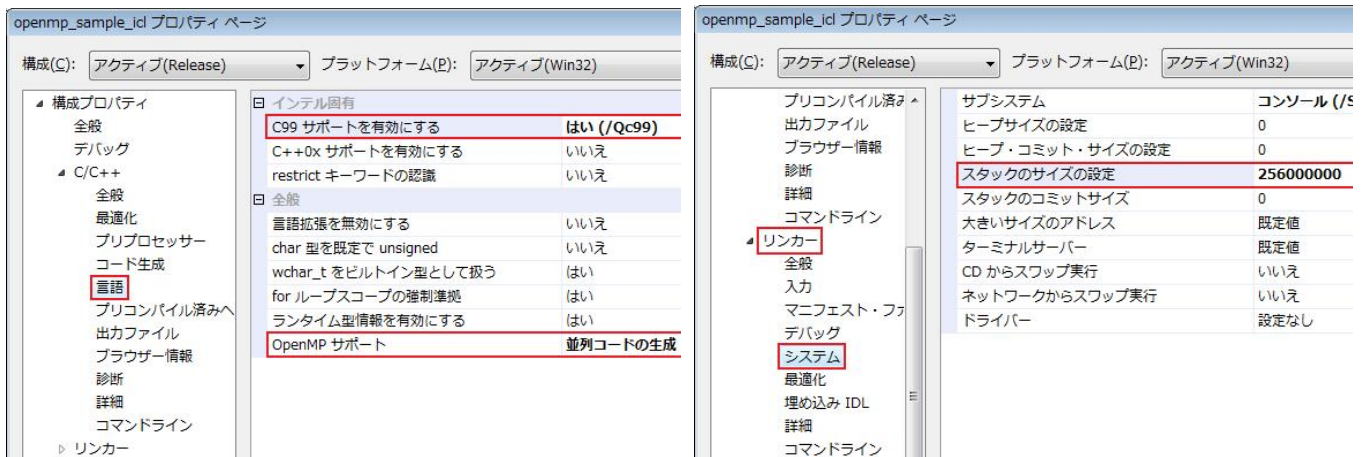 openmp_sample_icl プロパティ ページ
構成(C): アクティブ(Release) プラットフォーム(P): アクティブ(Win32)
構成プロパティ
全般
デバッグ
C/C++
全般
最適化
プリプロセッサー
コード生成
言語
プリコンパイル済みへ
出力ファイル
ブラウザー情報
診断
詳細
コマンドライン
リンカー
インテル固有
C99 サポートを有効にする はい (/Qc99)
C++0x サポートを有効にする いいえ
restrict キーワードの認識 いいえ
全般
言語拡張を無効にする いいえ
char 型を既定で unsigned いいえ
wchar_t をビルトイン型として扱う はい
for ループスコープの強制準拠 はい
ランタイム型情報を有効にする はい
OpenMP サポート 並列コードの生成
openmp_sample_icl プロパティ ページ
構成(C): アクティブ(Release) プラットフォーム(P): アクティブ(Win32)
プリコンパイル済み
出力ファイル
ブラウザー情報
診断
詳細
コマンドライン
リンカー
全般
入力
マニフェスト・ファ
デバッグ
システム
最適化
埋め込み IDL
詳細
コマンドライン
サブシステム コンソール (/S
ヒープサイズの設定 0
ヒープ・コミット・サイズの設定 0
スタックのサイズの設定 256000000
スタックのコミットサイズ 0
大きいサイズのアドレス 既定値
ターミナルサーバー 既定値
CD からスワップ実行 いいえ
ネットワークからスワップ実行 いいえ
ドライバー 設定なし